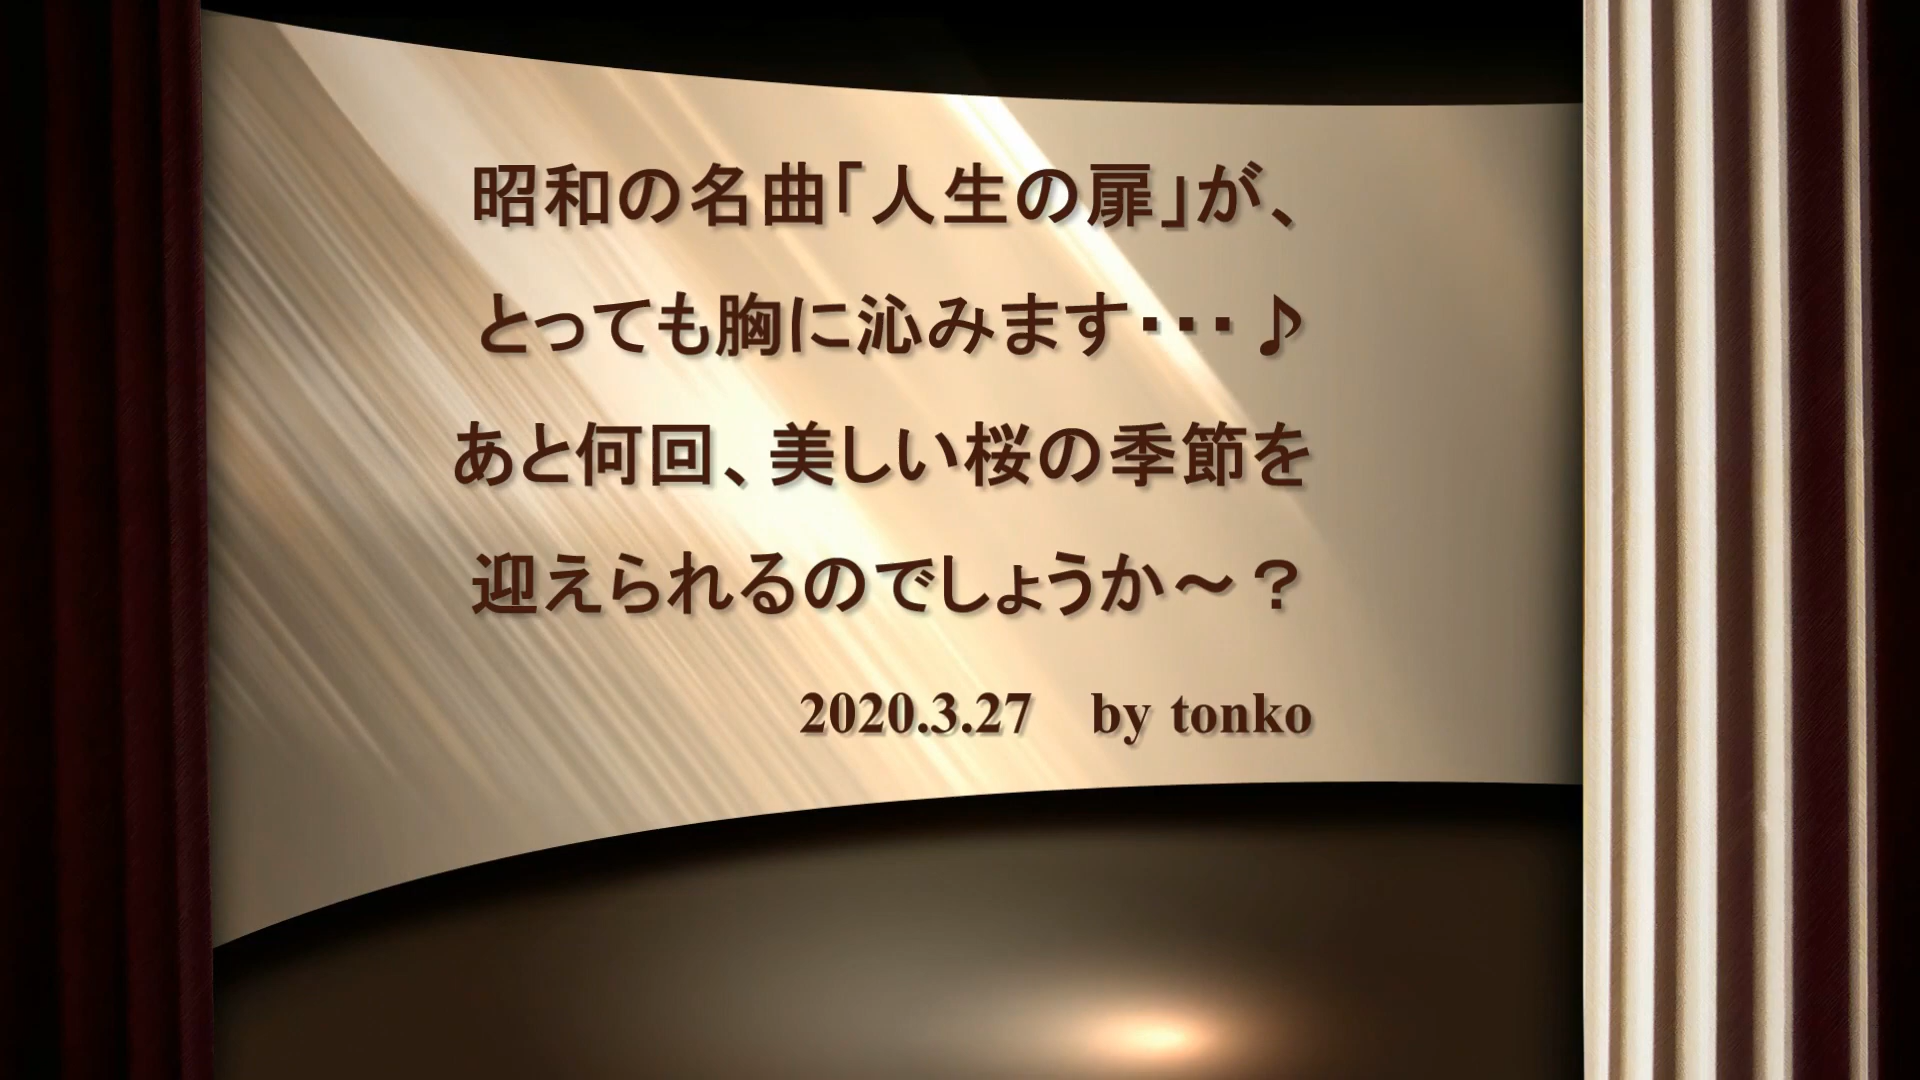 昭和の名曲「人生の扉」が、
とっても胸に沁みます・・・♪
あと何回、美しい桜の季節を
迎えられるのでしょうか～？
2020.3.27　by tonko